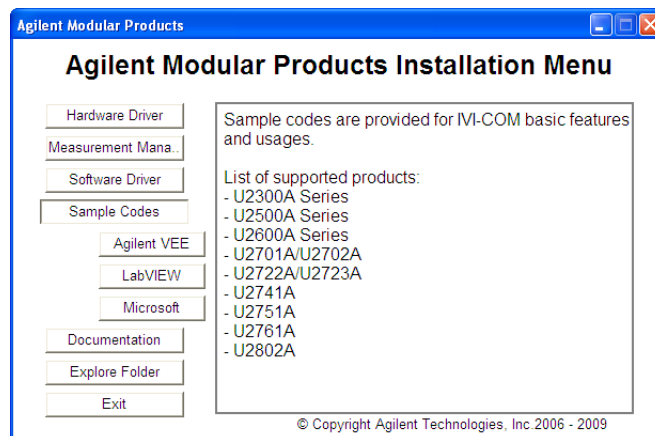 Agilent Modular Products
Agilent Modular Products Installation Menu
Hardware Driver
Measurement Mana..
Software Driver
Sample Codes
Agilent VEE
LabVIEW
Microsoft
Documentation
Explore Folder
Exit
Sample codes are provided for IVI-COM basic features
and usages.
List of supported products:
- U2300A Series
- U2500A Series
- U2600A Series
- U2701A/U2702A
- U2722A/U2723A
- U2741A
- U2751A
- U2761A
- U2802A
© Copyright Agilent Technologies, Inc.2006 - 2009